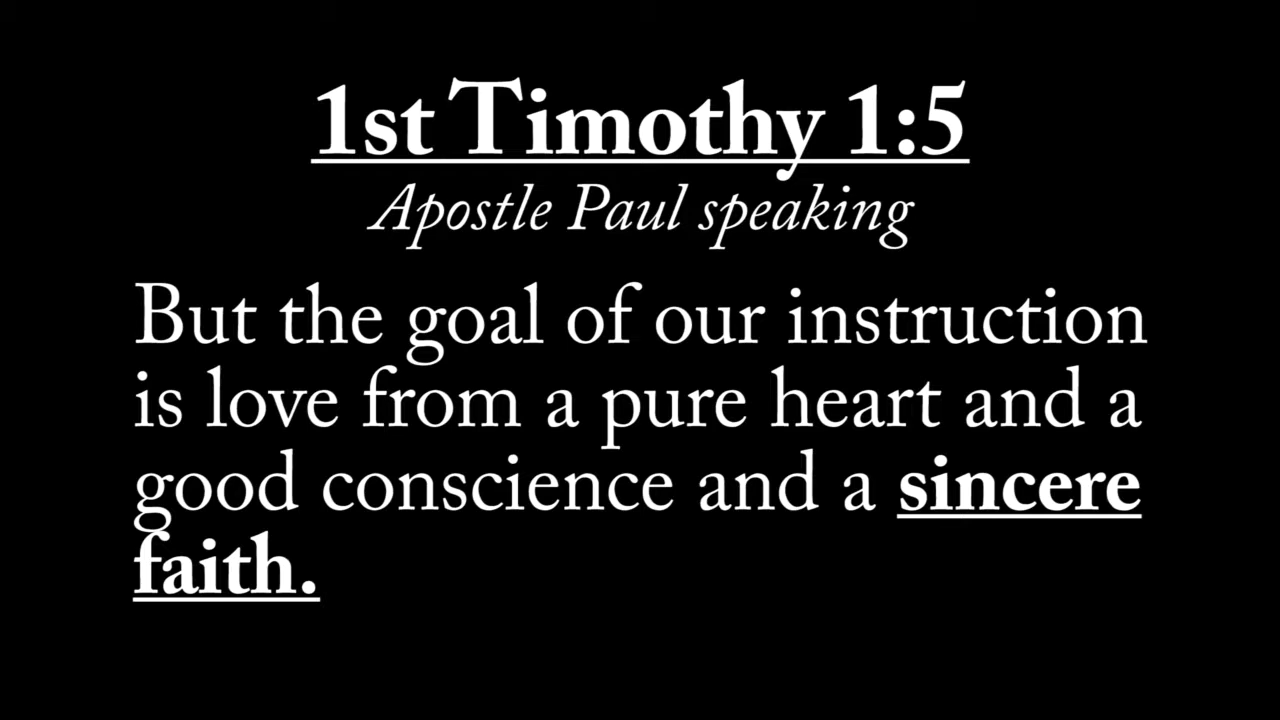 1st Timothy 1:5
Apostle Paul speaking
But the goal of our instruction
is love from a pure heart and a
good conscience and a sincere
faith.